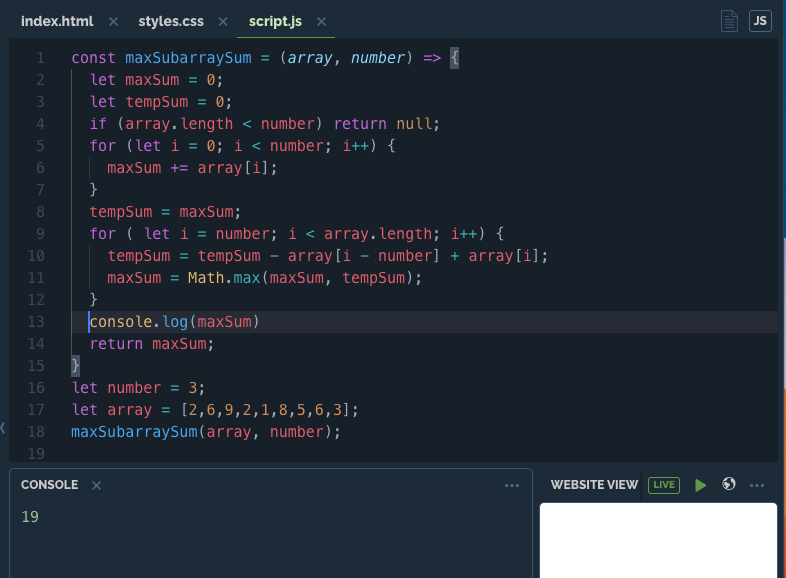 index.html × styles.css × script.js × JS
1 const maxSubarraySum = (array, number) => {
2 let maxSum = 0;
3 let tempSum = 0;
4 if (array.length < number) return null;
5 for (let i = 0; i < number; i++) {
6 maxSum += array[i];
7 }
8 tempSum = maxSum;
9 for ( let i = number; i < array.length; i++) {
10 tempSum = tempSum - array[i - number] + array[i];
11 maxSum = Math.max(maxSum, tempSum);
12 }
13 console.log(maxSum)
14 return maxSum;
15 }
16 let number = 3;
17 let array = [2,6,9,2,1,8,5,6,3];
18 maxSubarraySum(array, number);
19
CONSOLE × ...
19
WEBSITE VIEW LIVE ...